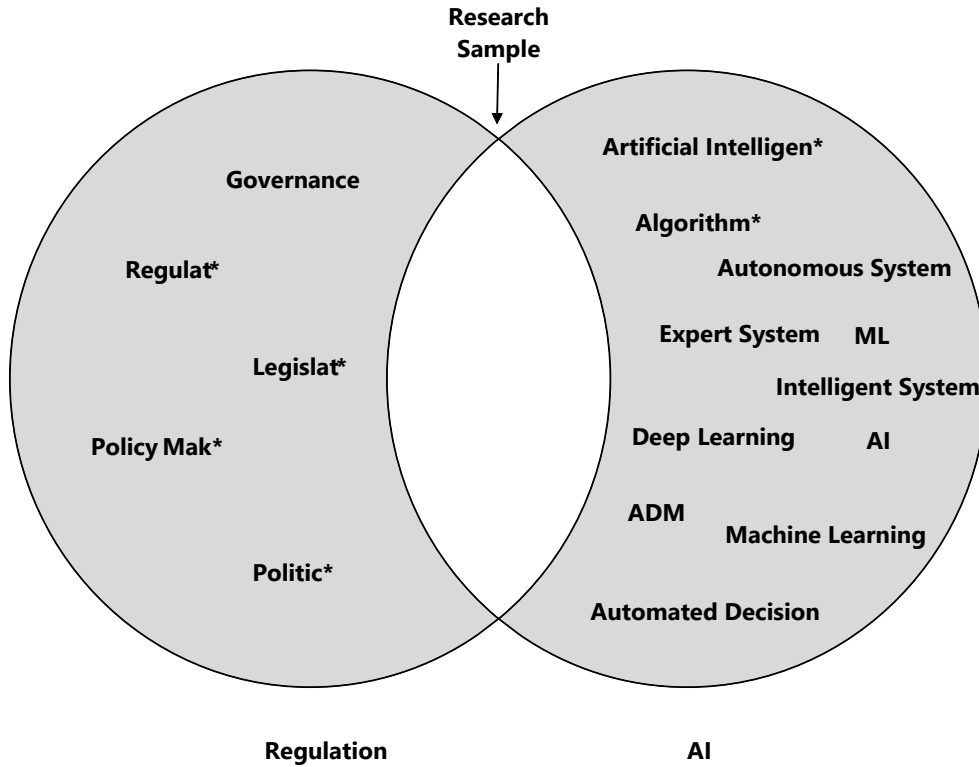 Research
Sample
Artificial Intelligen*
Governance
Algorithm*
Regulat*
Autonomous System
Expert System
ML
Legislat*
Intelligent System
Policy Mak*
Deep Learning
AI
ADM
Machine Learning
Politic*
Automated Decision
Regulation
AI